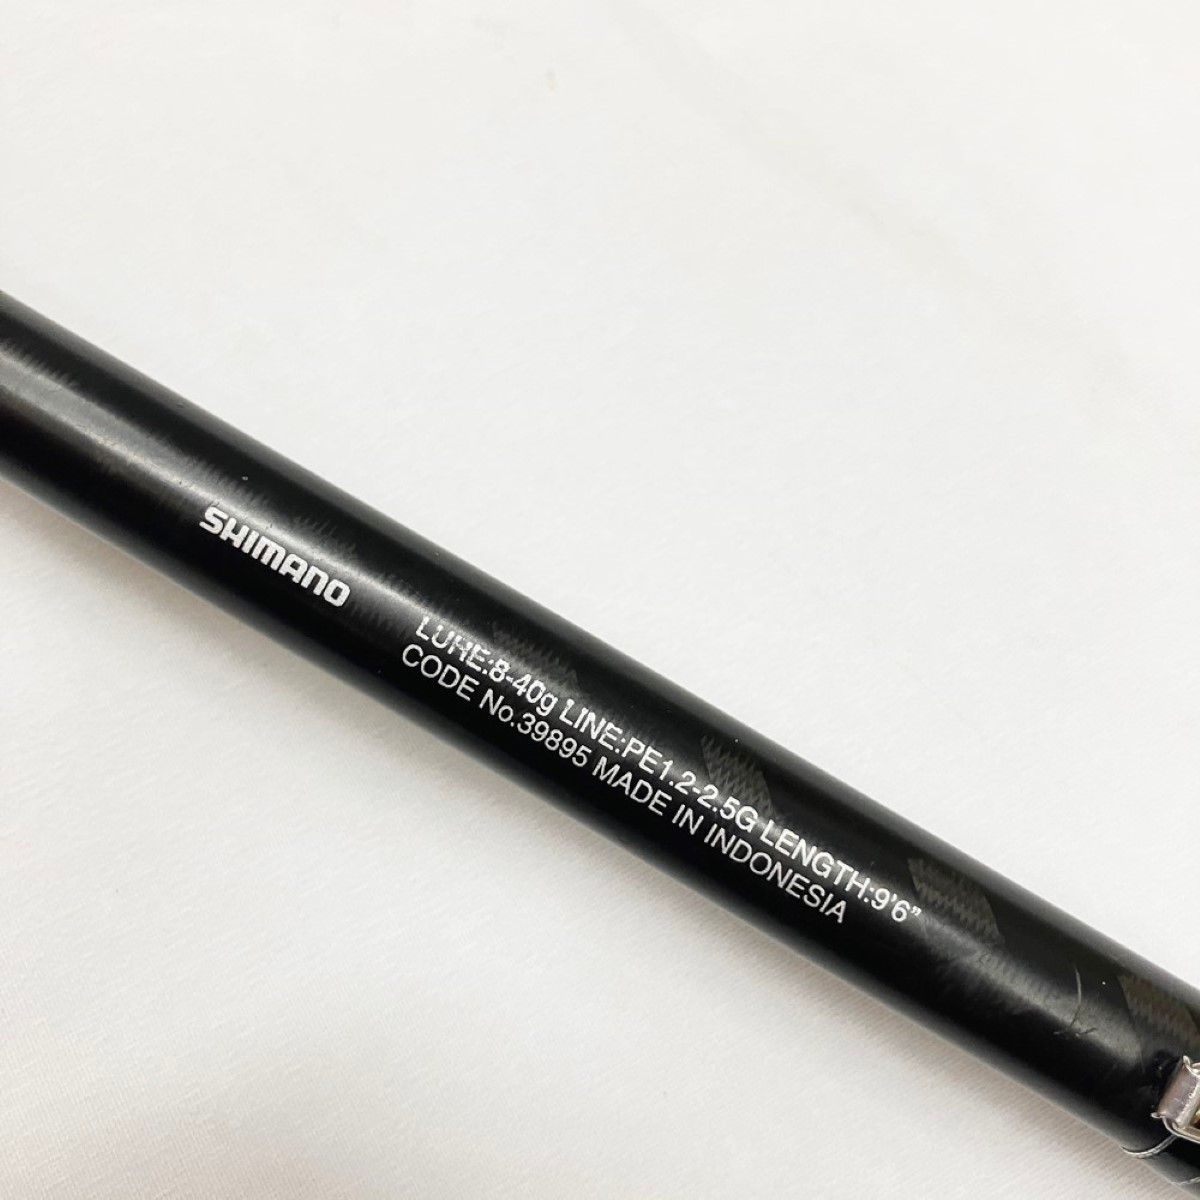 SHIMANO
LURE:8-40g LINE:PE1.2-2.5G LENGTH:9'6"
CODE No.39895 MADE IN INDONESIA